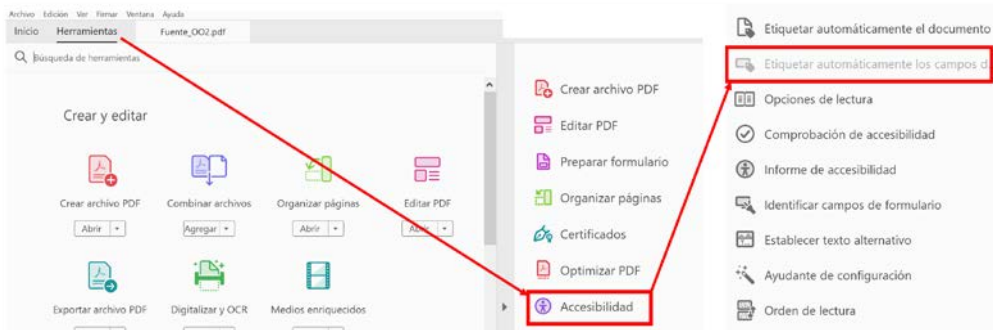 Archivo Edición Ver Firmar Ventana Ayuda
Inicio Herramientas Fuente_OO2.pdf
Búsqueda de herramientas
Crear y editar
Crear archivo PDF Combinar archivos Organizar páginas Editar PDF
Abrir Agregar Abrir Abrir
Exportar archivo PDF Digitalizar y OCR Medios enriquecidos
Crear archivo PDF
Editar PDF
Preparar formulario
Organizar páginas
Certificados
Optimizar PDF
Accesibilidad
Etiquetar automáticamente el documento
Etiquetar automáticamente los campos d
Opciones de lectura
Comprobación de accesibilidad
Informe de accesibilidad
Identificar campos de formulario
Establecer texto alternativo
Ayudante de configuración
Orden de lectura